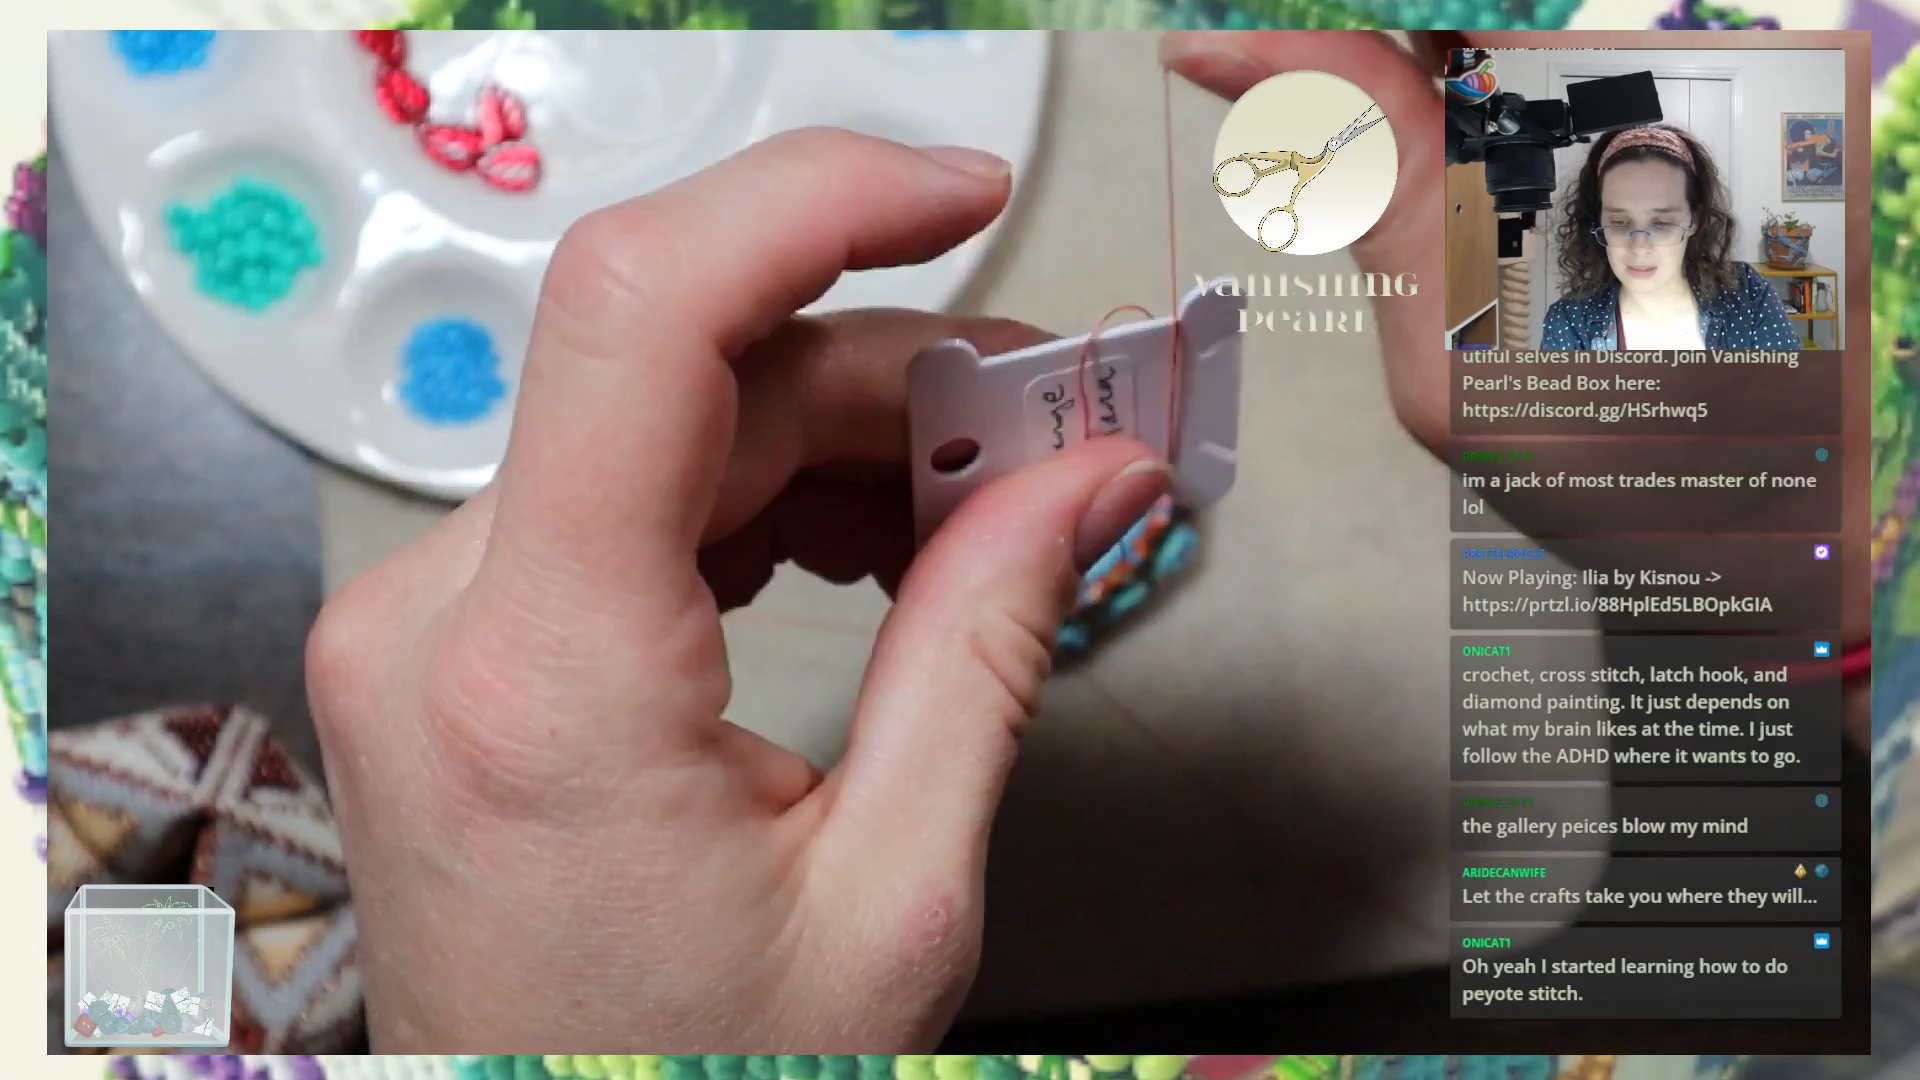 VANISHING
PEARL
utiful selves in Discord. Join Vanishing
Pearl's Bead Box here:
https://discord.gg/HSrhwq5
im a jack of most trades master of none
lol
PRETZELROCKS
Now Playing: Ilia by Kisnou ->
https://prtzl.io/88HplEd5LBOpkGIA
ONICAT1
crochet, cross stitch, latch hook, and
diamond painting. It just depends on
what my brain likes at the time. I just
follow the ADHD where it wants to go.
the gallery peices blow my mind
ARIDECANWIFE
Let the crafts take you where they will...
ONICAT1
Oh yeah I started learning how to do
peyote stitch.